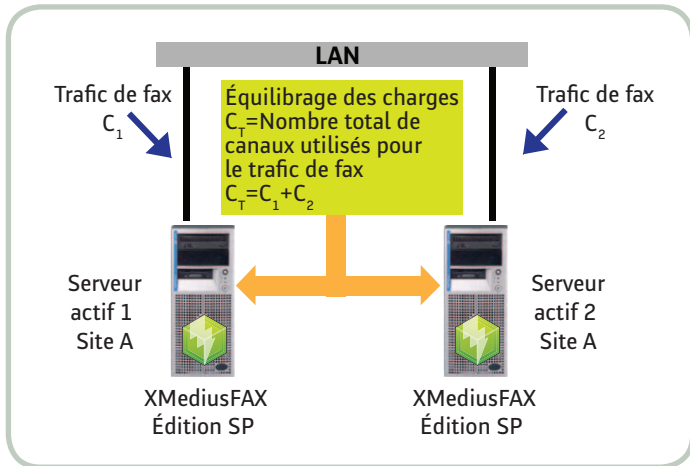 LAN
Trafic de fax
C₁
Équilibrage des charges
C_T=Nombre total de
canaux utilisés pour
le trafic de fax
C_T=C₁+C₂
Trafic de fax
C₂
Serveur
actif 1
Site A
Serveur
actif 2
Site A
XMediusFAX
Édition SP
XMediusFAX
Édition SP